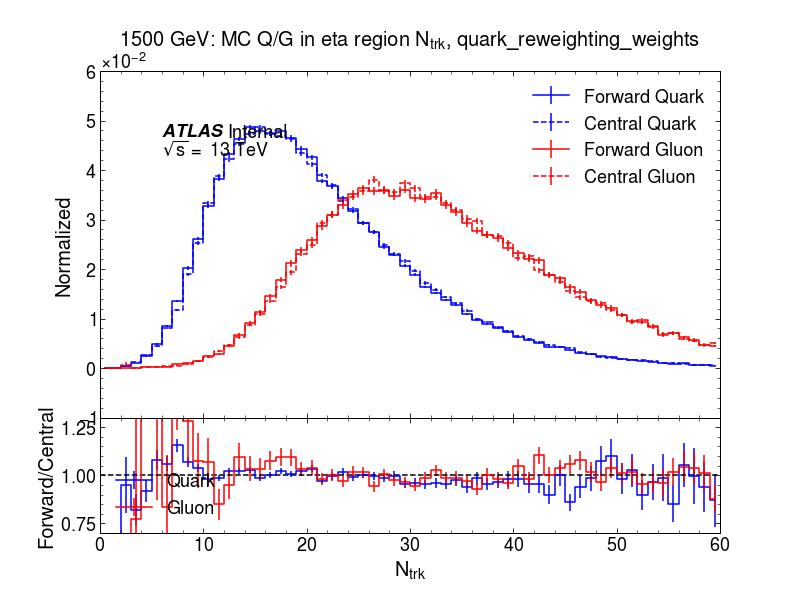 1500 GeV: MC Q/G in eta region Ntrk, quark_reweighting_weights
×10−2
6
5
4
3
2
1
0
−1
Normalized
ATLAS Internal
√s = 13 TeV
Forward Quark
Central Quark
Forward Gluon
Central Gluon
1.25
1.00
0.75
Forward/Central
Quark
Gluon
0 10 20 30 40 50 60
Ntrk